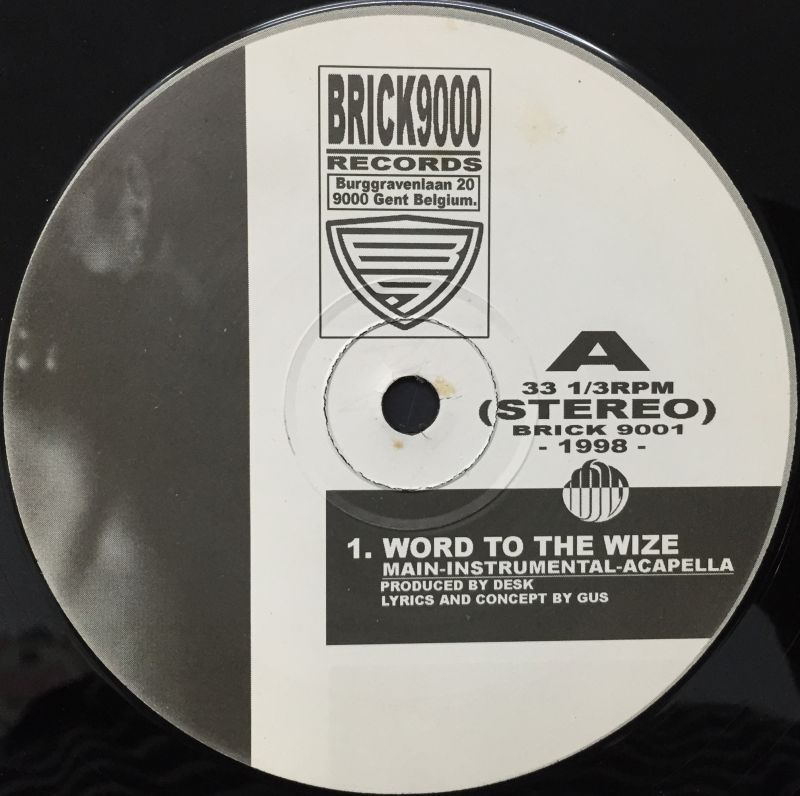 BRICK9000
RECORDS
Burggravenlaan 20
9000 Gent Belgium.
A
33 1/3RPM
(STEREO)
BRICK 9001
- 1998 -
1. WORD TO THE WIZE
MAIN-INSTRUMENTAL-ACAPELLA
PRODUCED BY DESK
LYRICS AND CONCEPT BY GUS